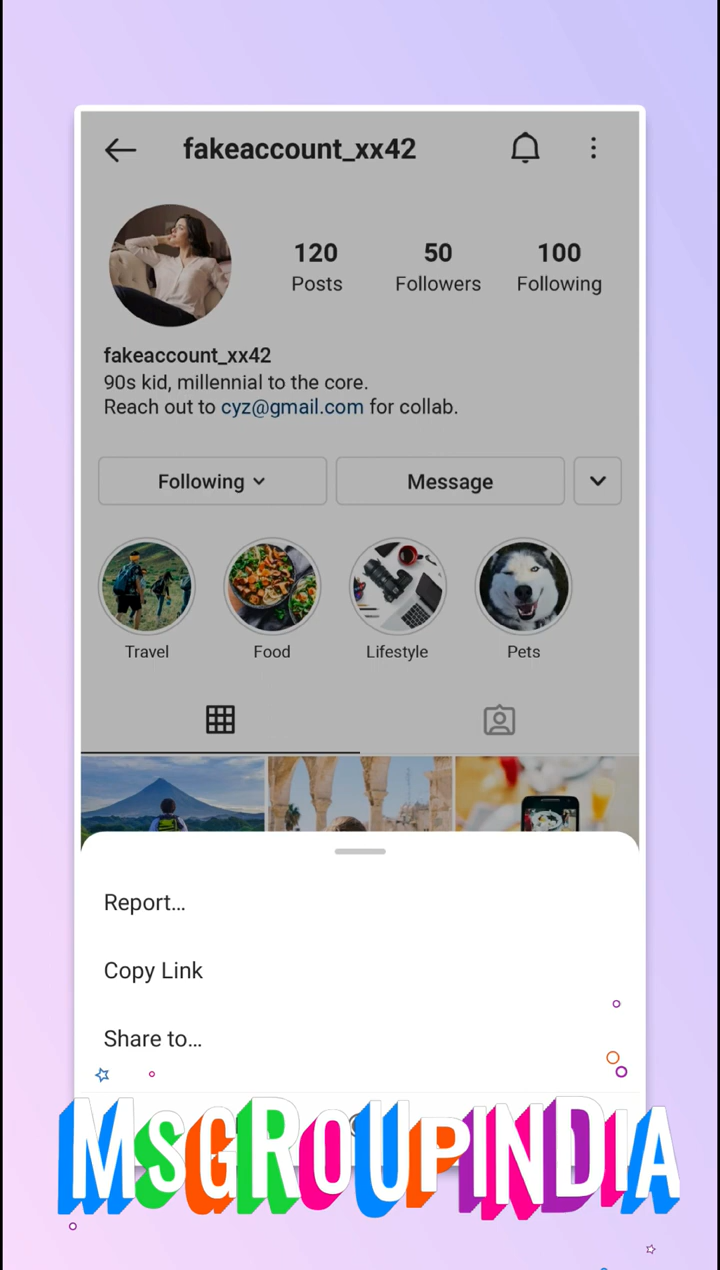 fakeaccount_xx42
120 50 100
Posts Followers Following
fakeaccount_xx42
90s kid, millennial to the core.
Reach out to cyz@gmail.com for collab.
Following Message
Travel Food Lifestyle Pets
Report...
Copy Link
Share to...
MSGROUPINDIA